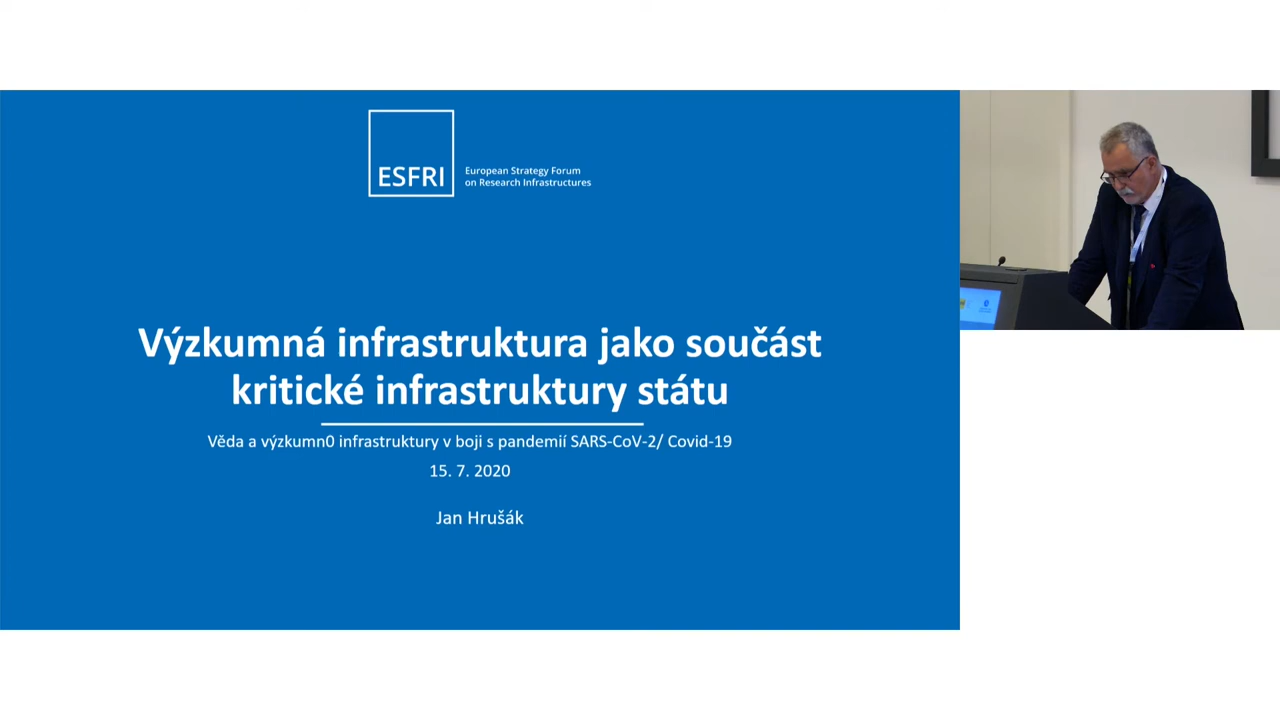 ESFRI
European Strategy Forum
on Research Infrastructures
Výzkumná infrastruktura jako součást
kritické infrastruktury státu
Věda a výzkumn0 infrastruktury v boji s pandemií SARS-CoV-2/ Covid-19
15. 7. 2020
Jan Hrušák